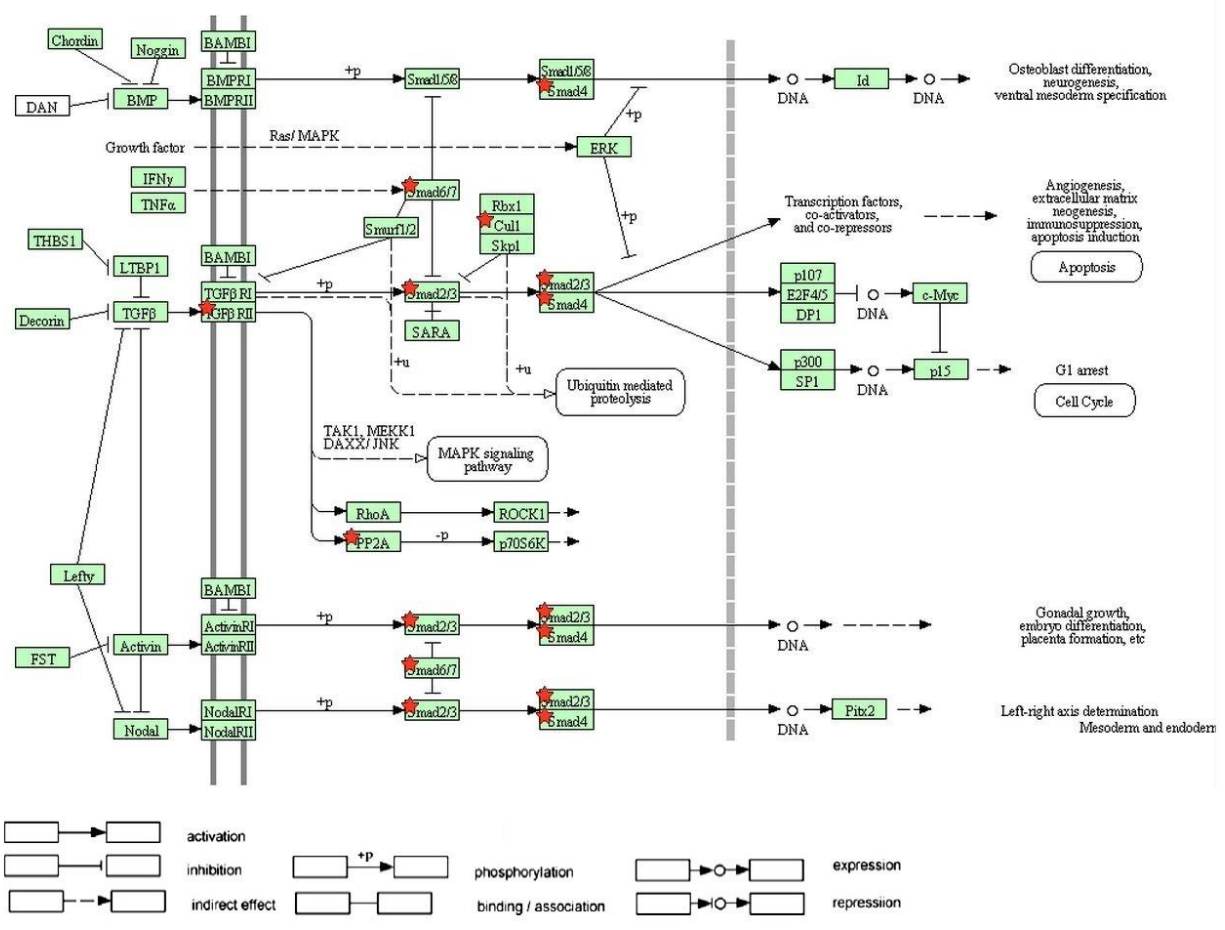 Chordin
Noggin
DAN
BMP
BAMBI
BMPRI
BMPRII
+p
Smad1/5/8
Smad1/5/8
Smad4
DNA
Id
DNA
Osteoblast differentiation,
neurogenesis,
ventral mesoderm specification
+p
Growth factor
Ras/ MAPK
ERK
+p
IFNγ
TNFα
Smad6/7
Smurf1/2
Rbx1
Cul1
Skp1
Transcription factors,
co-activators,
and co-repressors
Angiogenesis,
extracellular matrix
neogenesis,
immunosuppression,
apoptosis induction
Apoptosis
THBS1
LTBP1
Decorin
TGFβ
BAMBI
TGFβ RI
TGFβ RII
+p
Smad2/3
SARA
Smad2/3
Smad4
p107
E2F4/5
DP1
DNA
c-Myc
p300
SP1
DNA
p15
G1 arrest
Cell Cycle
+u
+u
Ubiquitin mediated
proteolysis
TAK1, MEKK1
DAXX/ JNK
MAPK signaling
pathway
RhoA
ROCK1
PP2A
-p
p70S6K
Lefty
FST
Activin
BAMBI
ActivinRI
ActivinRII
+p
Smad2/3
Smad2/3
Smad4
DNA
Gonadal growth,
embryo differentiation,
placenta formation, etc
Smad6/7
Nodal
NodalRI
NodalRII
+p
Smad2/3
Smad2/3
Smad4
DNA
Pitx2
Left-right axis determination
Mesoderm and endoderm
activation
inhibition
indirect effect
+p
phosphorylation
binding / association
expression
repressiion